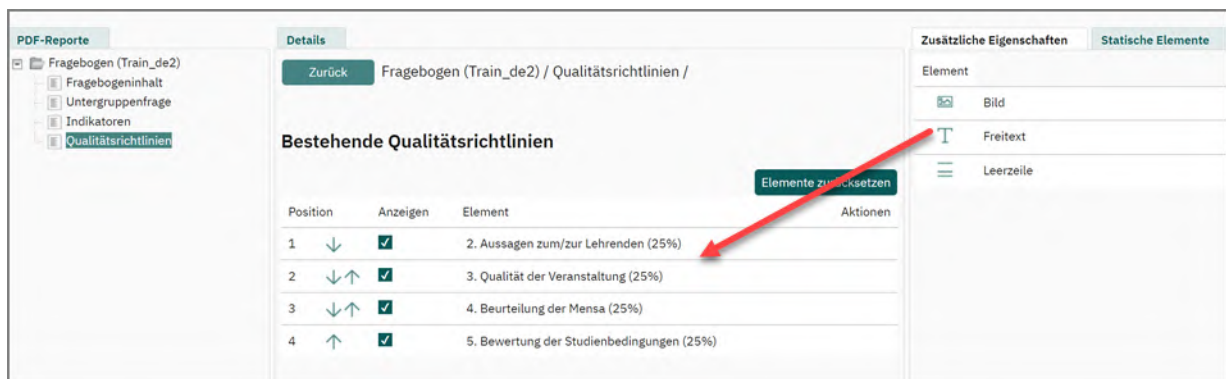 PDF-Reporte
Fragebogen (Train_de2)
Fragebogeninhalt
Untergruppenfrage
Indikatoren
Qualitätsrichtlinien
Details
Zurück Fragebogen (Train_de2) / Qualitätsrichtlinien /
Bestehende Qualitätsrichtlinien
Elemente zurücksetzen
Position Anzeigen Element Aktionen
1 2. Aussagen zum/zur Lehrenden (25%)
2 3. Qualität der Veranstaltung (25%)
3 4. Beurteilung der Mensa (25%)
4 5. Bewertung der Studienbedingungen (25%)
Zusätzliche Eigenschaften Statische Elemente
Element
Bild
Freitext
Leerzeile